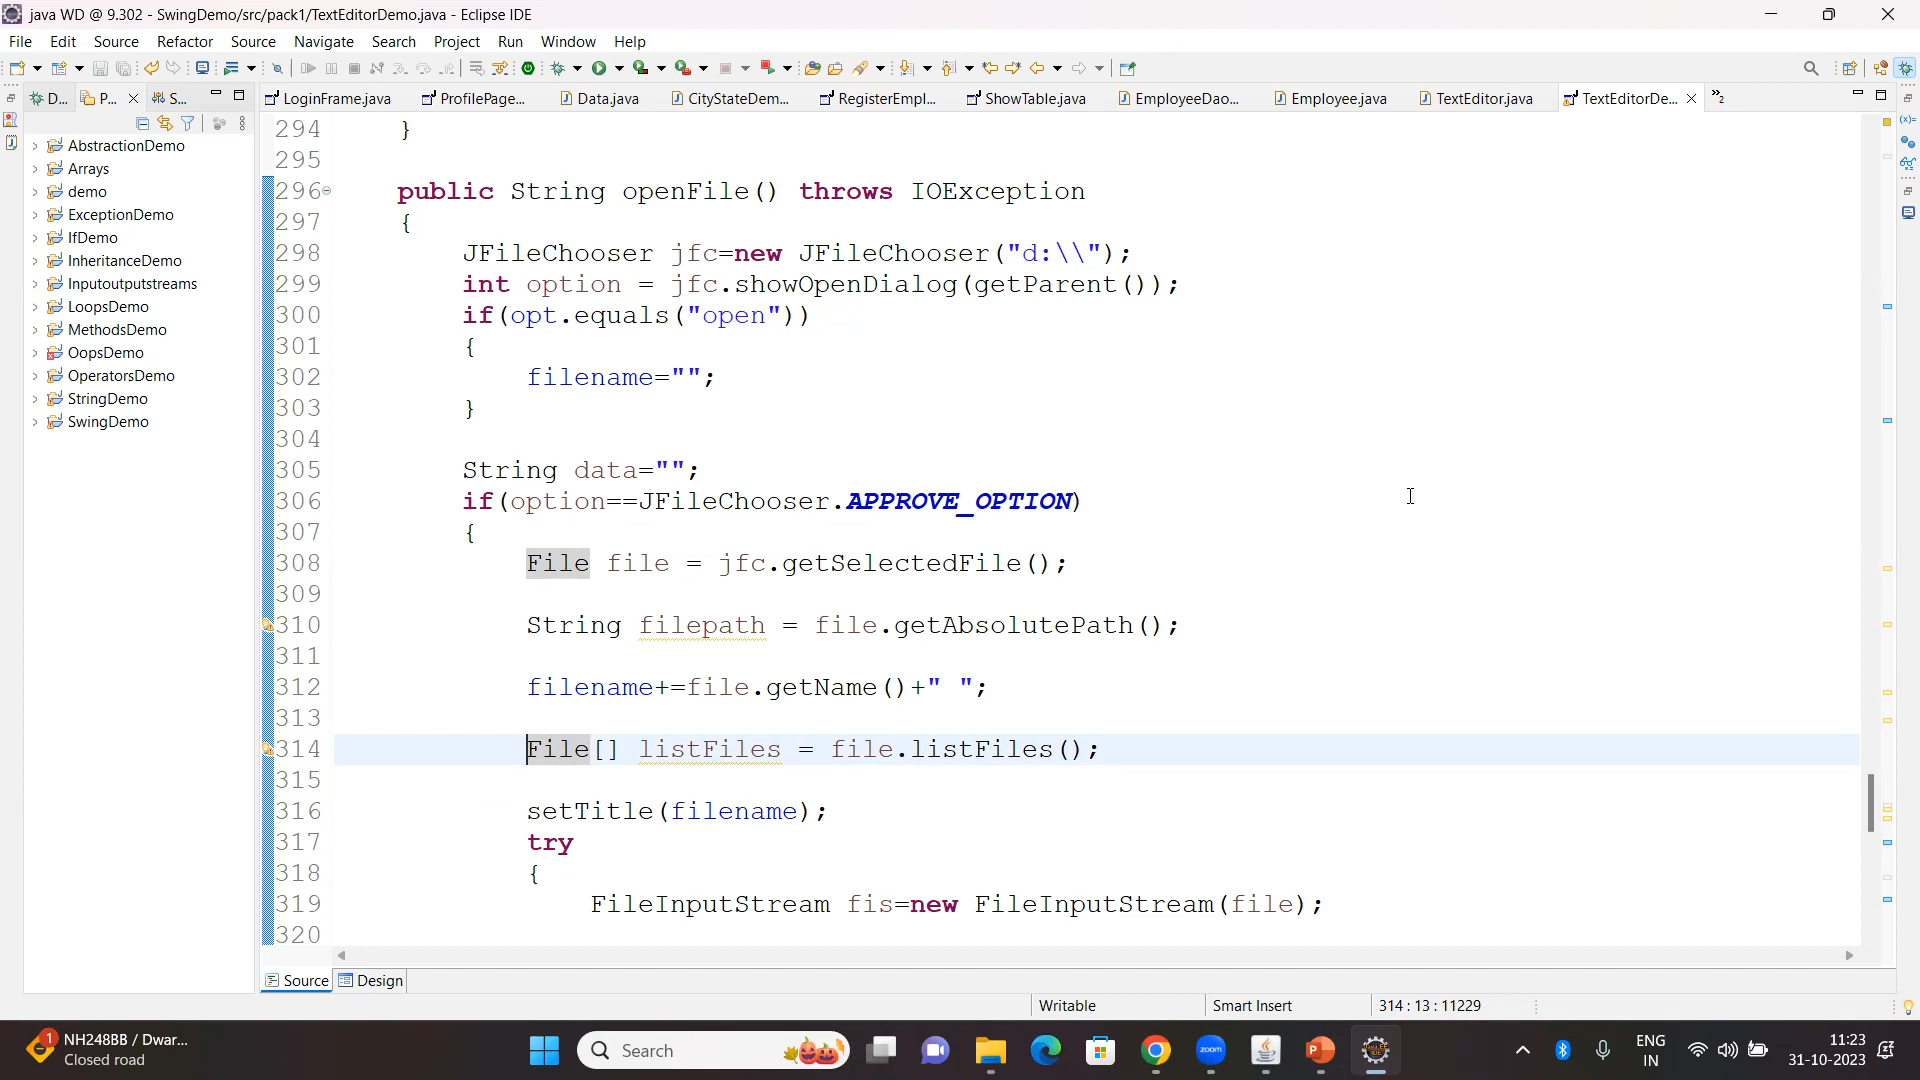 java WD @ 9.302 - SwingDemo/src/pack1/TextEditorDemo.java - Eclipse IDE
File Edit Source Refactor Source Navigate Search Project Run Window Help
D... P... S...
LoginFrame.java ProfilePage... Data.java CityStateDem... RegisterEmpl... ShowTable.java EmployeeDao... Employee.java TextEditor.java TextEditorDe... »2
AbstractionDemo
Arrays
demo
ExceptionDemo
IfDemo
InheritanceDemo
Inputoutputstreams
LoopsDemo
MethodsDemo
OopsDemo
OperatorsDemo
StringDemo
SwingDemo
294 }
295
296 public String openFile() throws IOException
297 {
298 JFileChooser jfc=new JFileChooser("d:\\");
299 int option = jfc.showOpenDialog(getParent());
300 if(opt.equals("open"))
301 {
302 filename="";
303 }
304
305 String data="";
306 if(option==JFileChooser.APPROVE_OPTION)
307 {
308 File file = jfc.getSelectedFile();
309
310 String filepath = file.getAbsolutePath();
311
312 filename+=file.getName()+" ";
313
314 File[] listFiles = file.listFiles();
315
316 setTitle(filename);
317 try
318 {
319 FileInputStream fis=new FileInputStream(file);
320
Source Design
Writable Smart Insert 314 : 13 : 11229
1
NH248BB / Dwar...
Closed road
Search
zoom
ENG
IN
11:23
31-10-2023